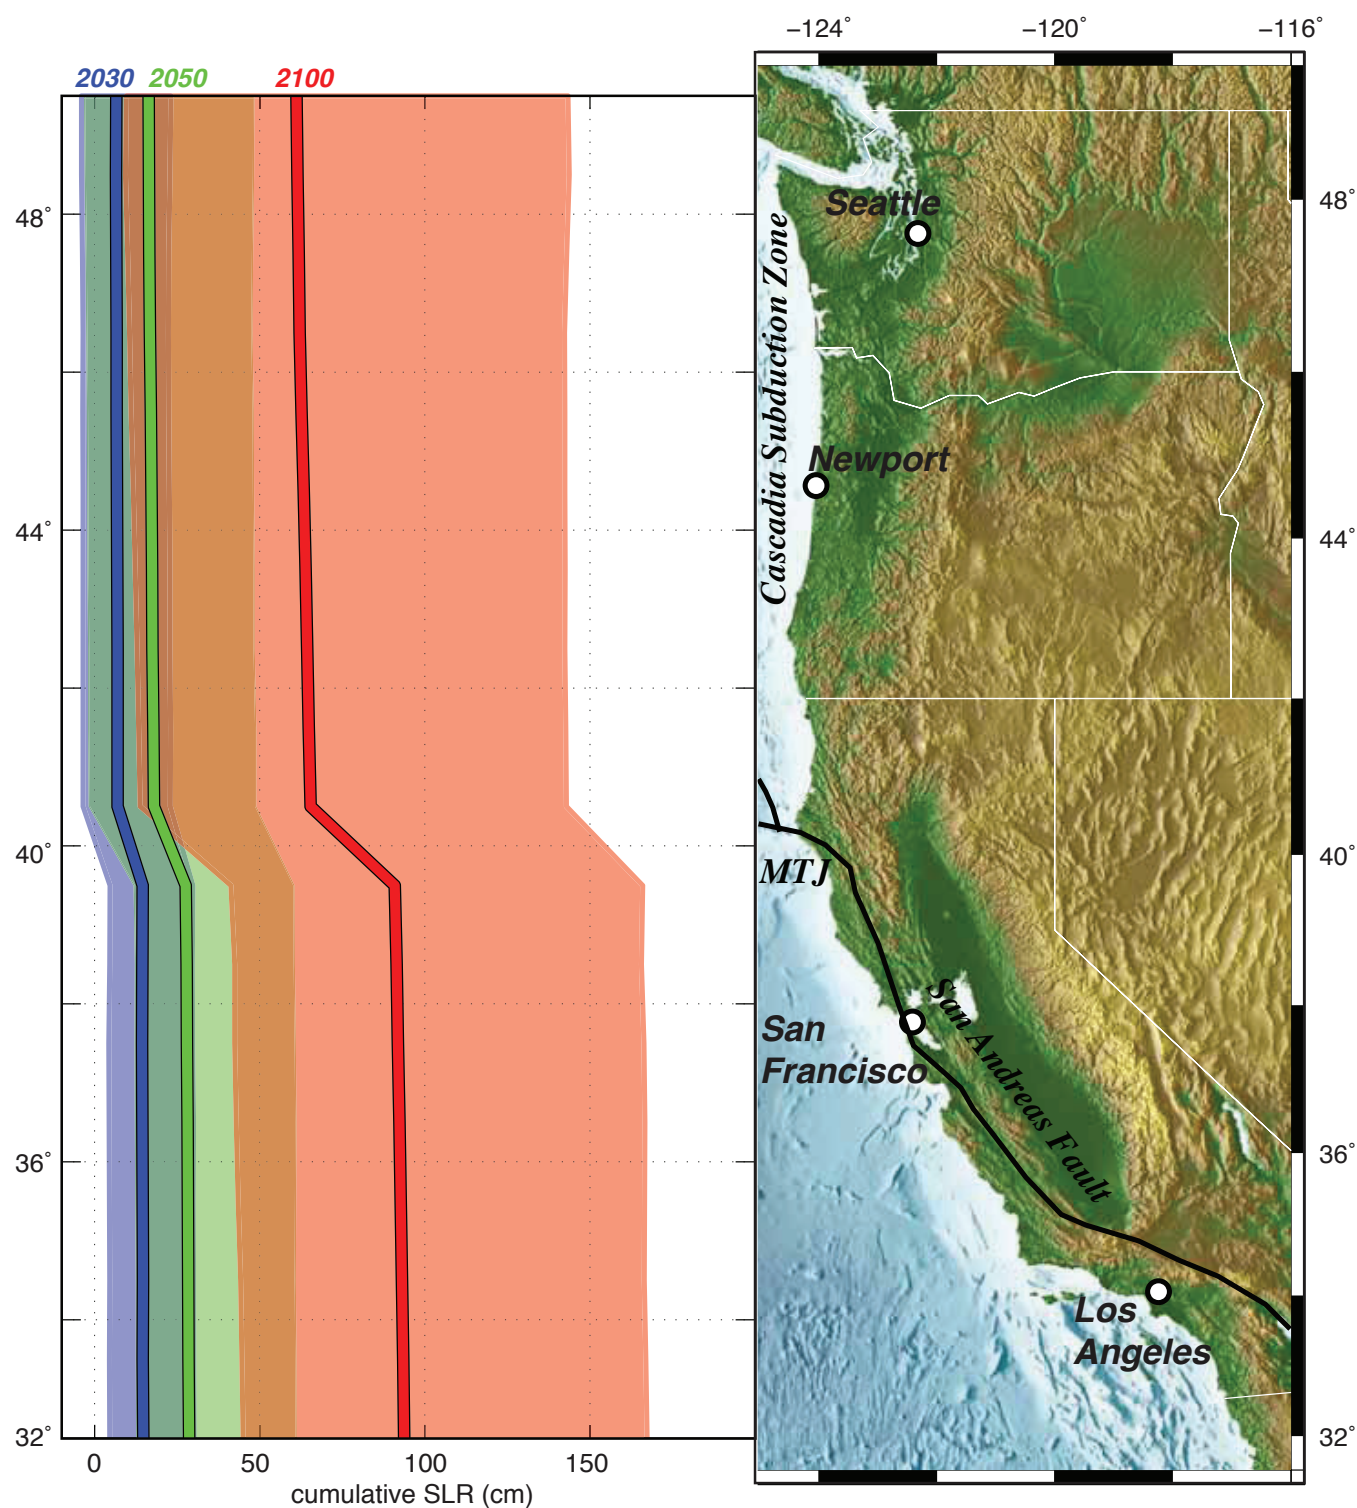 −124˚ −120˚ −116˚
2030 2050 2100
48˚
44˚
40˚
36˚
32˚
0 50 100 150
cumulative SLR (cm)
Seattle
Cascadia Subduction Zone
Newport
MTJ
San
Francisco
San Andreas Fault
Los
Angeles
48˚
44˚
40˚
36˚
32˚